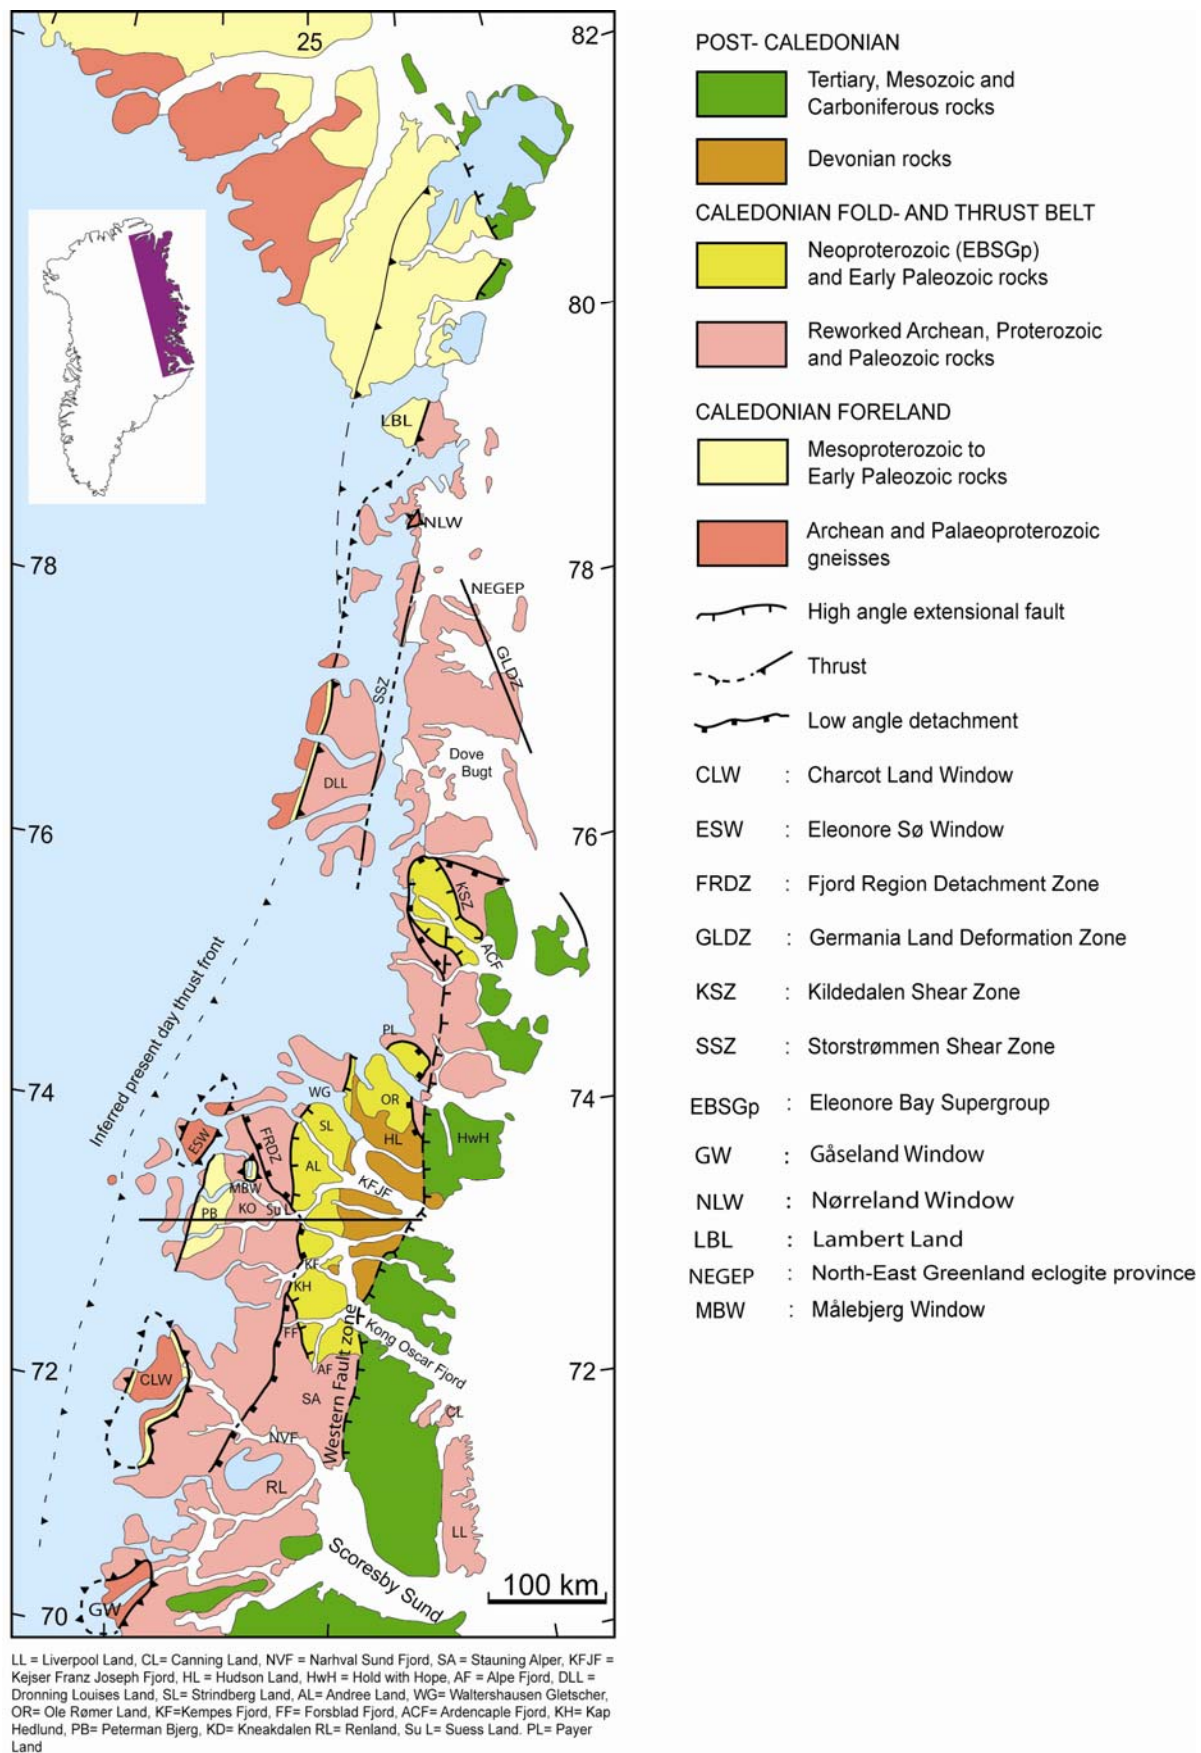 25
82
80
LBL
NLW
78
78
NEGEP
GLDZ
SSZ
Dove
Bugt
DLL
76
76
KSZ
ACF
Inferred present day thrust front
PL
74
74
WG
OR
SL
HL
HwH
ESW
FRDZ
AL
KFJF
MBW
KO
Su L
PB
KF
KH
FF
Western Fault zone
Kong Oscar Fjord
72
72
AF
CLW
SA
CL
NVF
RL
LL
Scoresby Sund
100 km
70
GW
POST- CALEDONIAN
Tertiary, Mesozoic and
Carboniferous rocks
Devonian rocks
CALEDONIAN FOLD- AND THRUST BELT
Neoproterozoic (EBSGp)
and Early Paleozoic rocks
Reworked Archean, Proterozoic
and Paleozoic rocks
CALEDONIAN FORELAND
Mesoproterozoic to
Early Paleozoic rocks
Archean and Palaeoproterozoic
gneisses
High angle extensional fault
Thrust
Low angle detachment
CLW : Charcot Land Window
ESW : Eleonore Sø Window
FRDZ : Fjord Region Detachment Zone
GLDZ : Germania Land Deformation Zone
KSZ : Kildedalen Shear Zone
SSZ : Storstrømmen Shear Zone
EBSGp : Eleonore Bay Supergroup
GW : Gåseland Window
NLW : Nørreland Window
LBL : Lambert Land
NEGEP : North-East Greenland eclogite province
MBW : Målebjerg Window
LL = Liverpool Land, CL= Canning Land, NVF = Narhval Sund Fjord, SA = Stauning Alper, KFJF =
Kejser Franz Joseph Fjord, HL = Hudson Land, HwH = Hold with Hope, AF = Alpe Fjord, DLL =
Dronning Louises Land, SL= Strindberg Land, AL= Andree Land, WG= Waltershausen Gletscher,
OR= Ole Rømer Land, KF=Kempes Fjord, FF= Forsblad Fjord, ACF= Ardencaple Fjord, KH= Kap
Hedlund, PB= Peterman Bjerg, KD= Kneakdalen RL= Renland, Su L= Suess Land. PL= Payer
Land